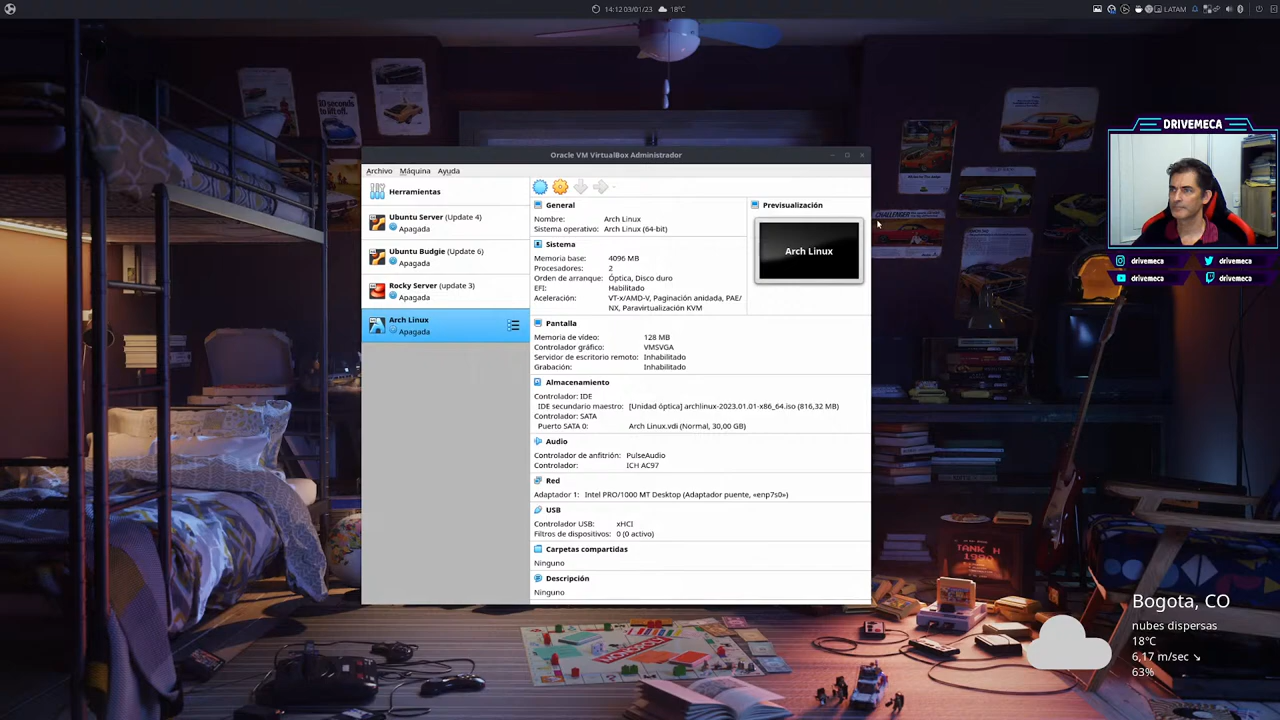 14:12 03/01/23
18°C
LATAM
10 seconds
to lift off.
CHALLENGER
DRIVEMECA
drivemeca
drivemeca
drivemeca
drivemeca
Oracle VM VirtualBox Administrador
Archivo Máquina Ayuda
Herramientas
Ubuntu Server (Update 4)
Apagada
Ubuntu Budgie (Update 6)
Apagada
Rocky Server (update 3)
Apagada
Arch Linux
Apagada
General
Nombre: Arch Linux
Sistema operativo: Arch Linux (64-bit)
Sistema
Memoria base: 4096 MB
Procesadores: 2
Orden de arranque: Óptica, Disco duro
EFI: Habilitado
Aceleración: VT-x/AMD-V, Paginación anidada, PAE/
NX, Paravirtualización KVM
Previsualización
Arch Linux
Pantalla
Memoria de vídeo: 128 MB
Controlador gráfico: VMSVGA
Servidor de escritorio remoto: Inhabilitado
Grabación: Inhabilitado
Almacenamiento
Controlador: IDE
IDE secundario maestro: [Unidad óptica] archlinux-2023.01.01-x86_64.iso (816,32 MB)
Controlador: SATA
Puerto SATA 0: Arch Linux.vdi (Normal, 30,00 GB)
Audio
Controlador de anfitrión: PulseAudio
Controlador: ICH AC97
Red
Adaptador 1: Intel PRO/1000 MT Desktop (Adaptador puente, «enp7s0»)
USB
Controlador USB: xHCI
Filtros de dispositivos: 0 (0 activo)
Carpetas compartidas
Ninguno
Descripción
Ninguno
TANK H
MONOPOLY
Bogota, CO
nubes dispersas
18°C
6,17 m/sec ↘
63%